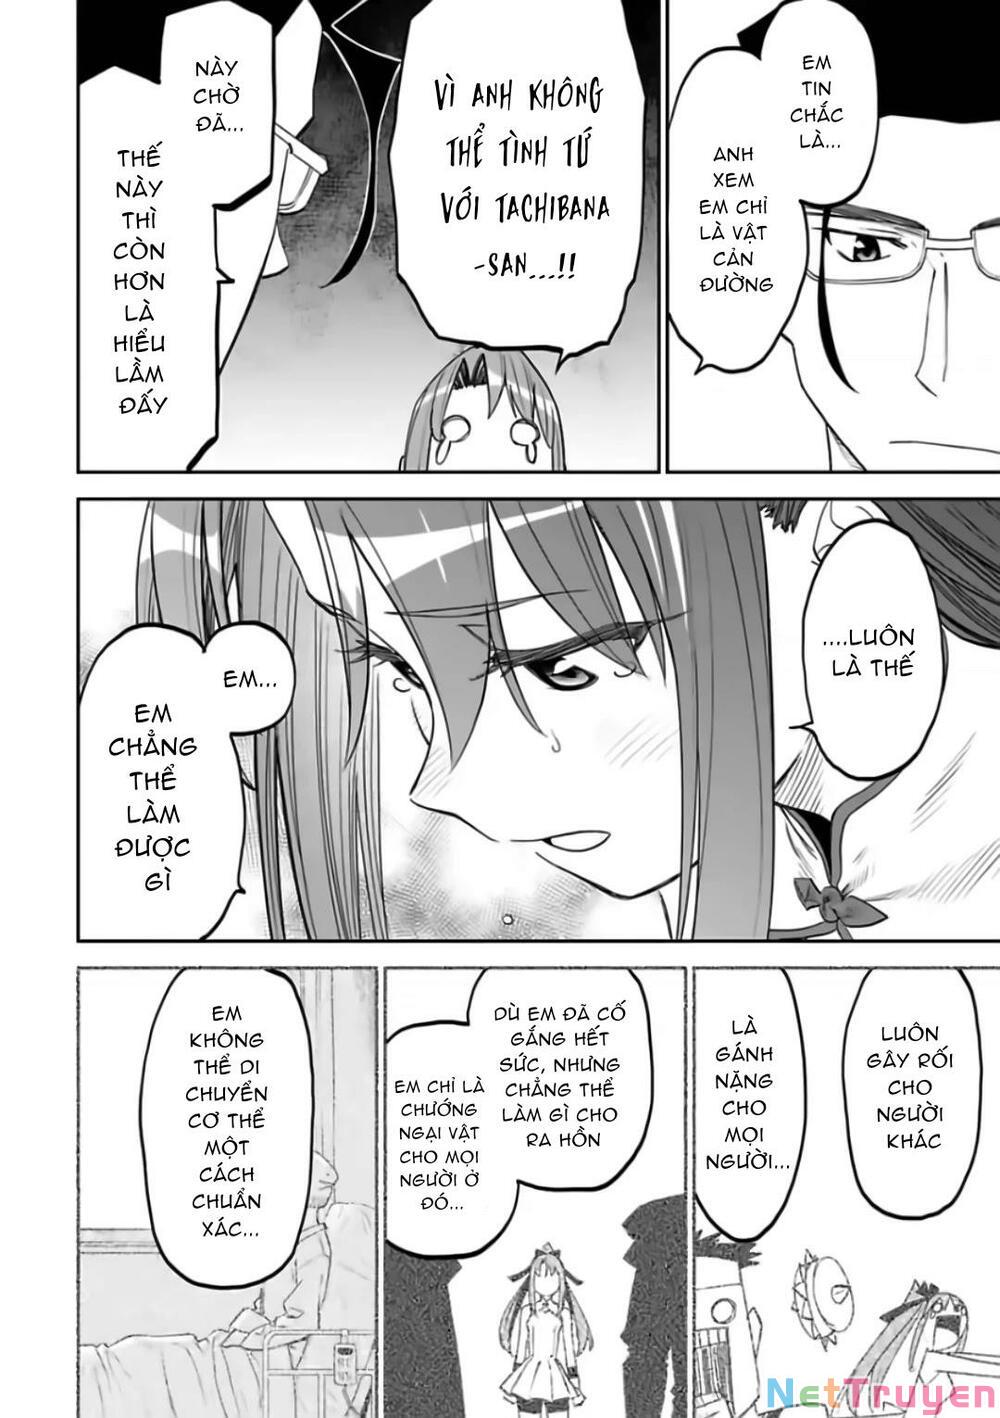 EM
TIN
CHẮC
LÀ...
ANH
XEM
EM CHỈ
LÀ VẬT
CẢN
ĐƯỜNG
VÌ ANH KHÔNG
THỂ TÌNH TỨ
VỚI TACHIBANA
-SAN...!!
NÀY
CHỜ
ĐÃ...
THẾ
NÀY
THÌ
CÒN
HƠN
LÀ
HIỂU
LẦM
ĐẤY
....LUÔN
LÀ THẾ
EM...
EM
CHẲNG
THỂ
LÀM
ĐƯỢC
GÌ
LUÔN
GÂY RỐI
CHO
NGƯỜI
KHÁC
LÀ
GÁNH
NẶNG
CHO
MỌI
NGƯỜI...
DÙ EM ĐÃ CỐ
GẮNG HẾT
SỨC, NHƯNG
CHẲNG THỂ
LÀM GÌ CHO
RA HỒN
EM CHỈ LÀ
CHƯỚNG
NGẠI VẬT
CHO MỌI
NGƯỜI Ở
ĐÓ...
EM
KHÔNG
THỂ DI
CHUYỂN
CƠ THỂ
MỘT
CÁCH
CHUẨN
XÁC...
NetTruyen